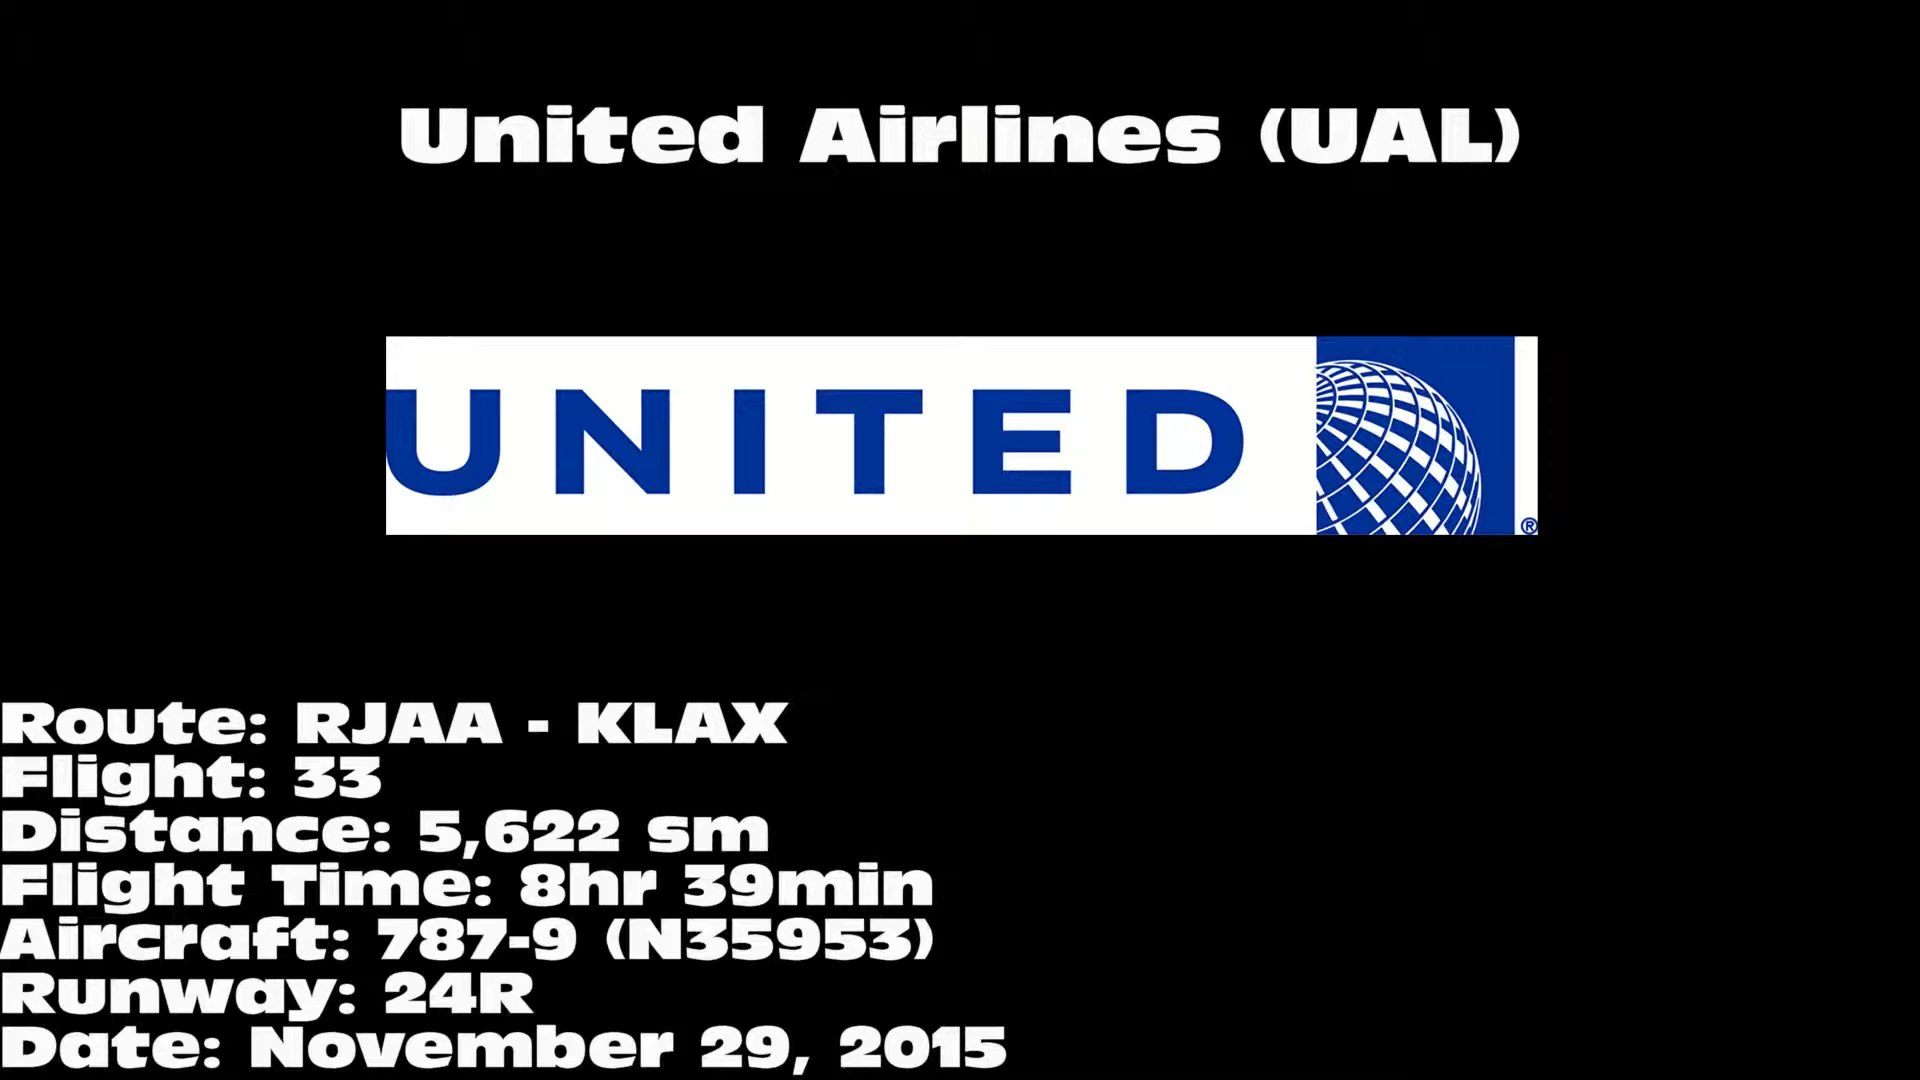 United Airlines (UAL)
UNITED
®
Route: RJAA - KLAX
Flight: 33
Distance: 5,622 sm
Flight Time: 8hr 39min
Aircraft: 787-9 (N35953)
Runway: 24R
Date: November 29, 2015